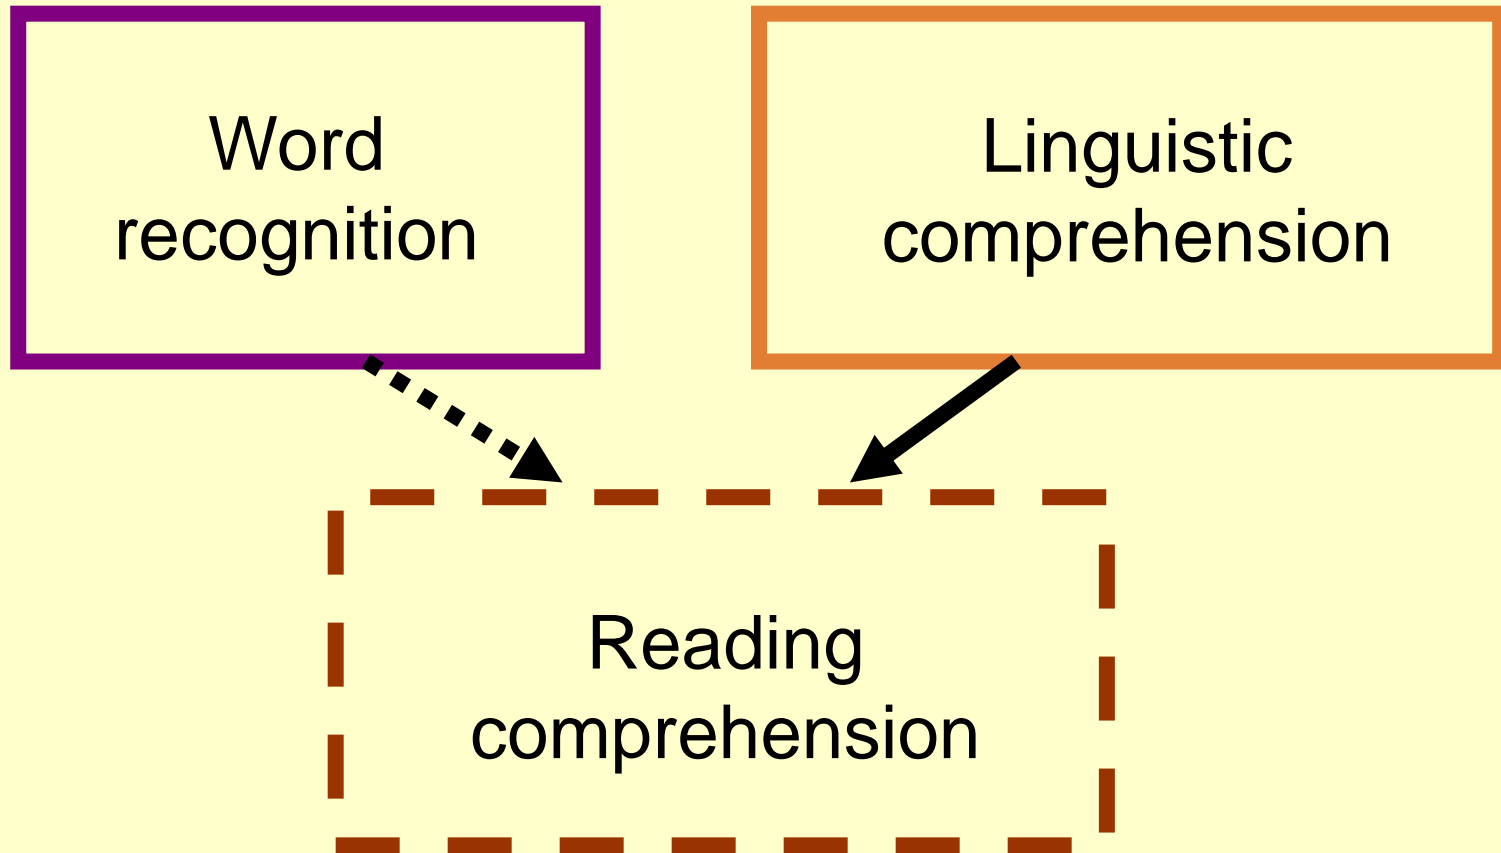 Word
recognition
Linguistic
comprehension
Reading
comprehension